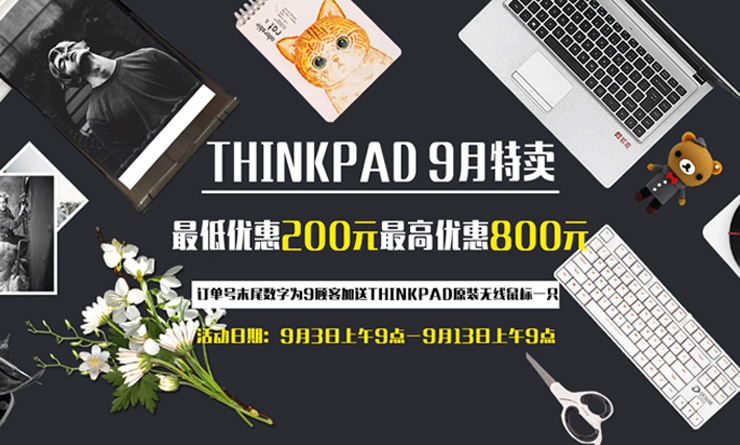 adorable
cat &
THINKPAD 9月特卖
最低优惠200元最高优惠800元
订单号末尾数字为9顾客加送THINKPAD原装无线鼠标一只
活动日期：9月3日上午9点—9月13日上午9点